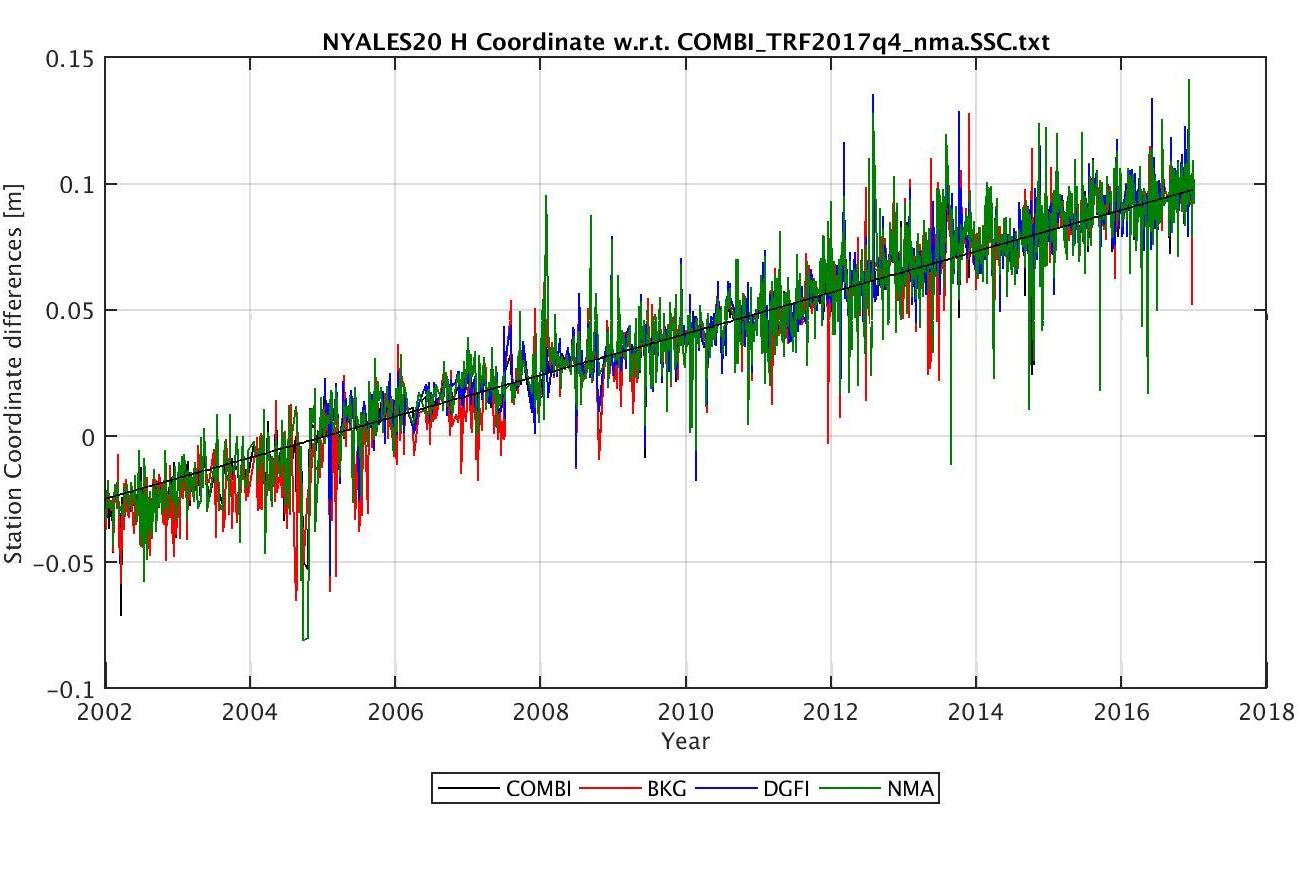 NYALES20 H Coordinate w.r.t. COMBI_TRF2017q4_nma.SSC.txt
0.15
0.1
0.05
0
-0.05
-0.1
Station Coordinate differences [m]
2002 2004 2006 2008 2010 2012 2014 2016 2018
Year
COMBI BKG DGFI NMA